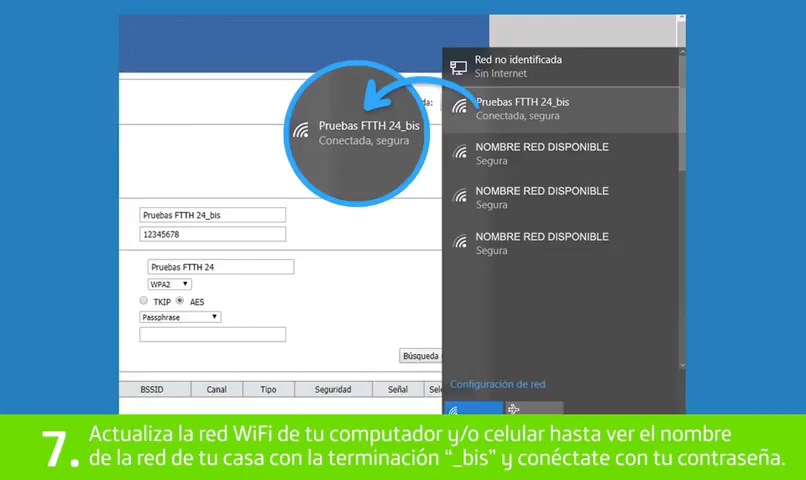 Red no identificada
Sin Internet
da:
Pruebas FTTH 24_bis
Conectada, segura
Pruebas FTTH 24_bis
Conectada, segura
NOMBRE RED DISPONIBLE
Segura
NOMBRE RED DISPONIBLE
Segura
NOMBRE RED DISPONIBLE
Segura
Pruebas FTTH 24_bis
12345678
Pruebas FTTH 24
WPA2
TKIP AES
Passphrase
Búsqueda
BSSID Canal Tipo Seguridad Señal Sel
Configuración de red
7. Actualiza la red WiFi de tu computador y/o celular hasta ver el nombre
de la red de tu casa con la terminación “_bis” y conéctate con tu contraseña.